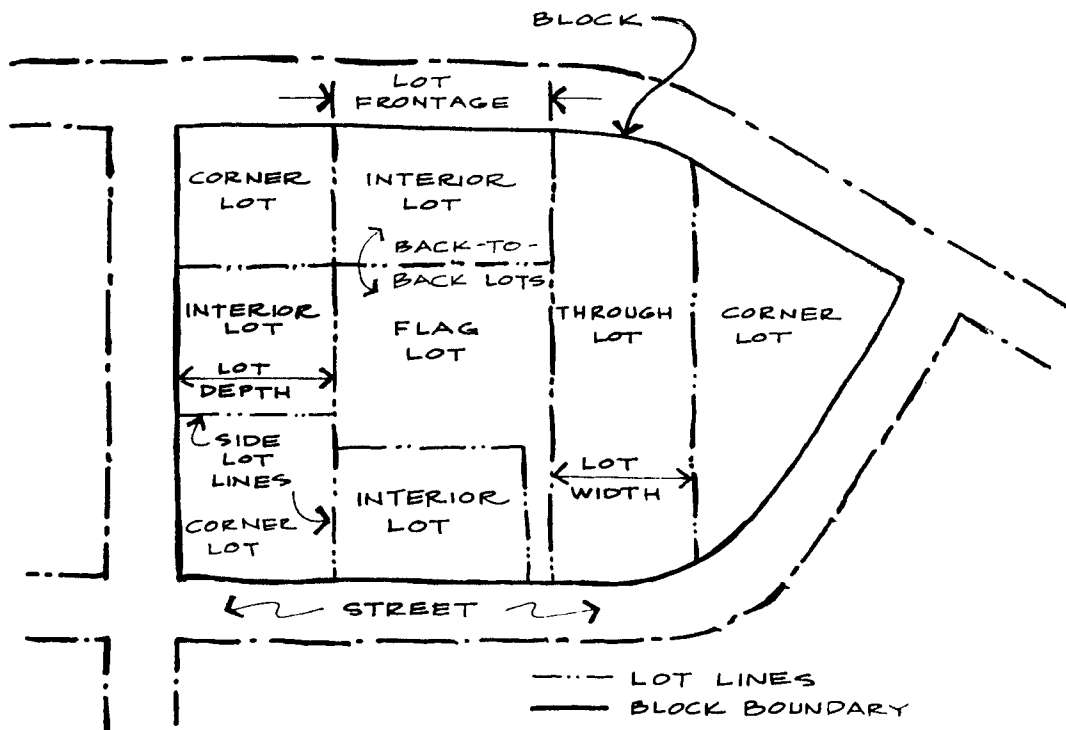 BLOCK
LOT
FRONTAGE
CORNER
LOT
INTERIOR
LOT
BACK-TO-
BACK LOTS
INTERIOR
LOT
FLAG
LOT
THROUGH
LOT
CORNER
LOT
LOT
DEPTH
SIDE
LOT
LINES
LOT
WIDTH
CORNER
LOT
INTERIOR
LOT
STREET
LOT LINES
BLOCK BOUNDARY